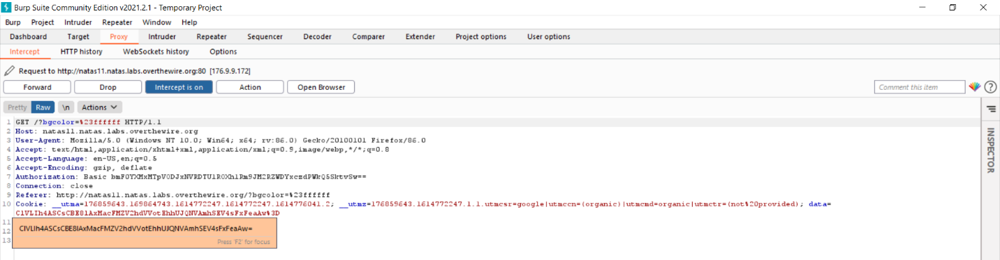 Burp Suite Community Edition v2021.2.1 - Temporary Project
Burp Project Intruder Repeater Window Help
Dashboard Target Proxy Intruder Repeater Sequencer Decoder Comparer Extender Project options User options
Intercept HTTP history WebSockets history Options
Request to http://natas11.natas.labs.overthewire.org:80 [176.9.9.172]
Forward Drop Intercept is on Action Open Browser Comment this item ?
Pretty Raw \n Actions
INSPECTOR
1 GET /?bgcolor=%23ffffff HTTP/1.1
2 Host: natas11.natas.labs.overthewire.org
3 User-Agent: Mozilla/5.0 (Windows NT 10.0; Win64; x64; rv:86.0) Gecko/20100101 Firefox/86.0
4 Accept: text/html,application/xhtml+xml,application/xml;q=0.9,image/webp,*/*;q=0.8
5 Accept-Language: en-US,en;q=0.5
6 Accept-Encoding: gzip, deflate
7 Authorization: Basic
8 Connection: close
9 Referer: http://natas11.natas.labs.overthewire.org/?bgcolor=%23ffffff
10 Cookie: __utma=176859643.169864743.1614772247.1614772247.1614776041.2; __utmz=176859643.1614772247.1.1.utmcsr=google|utmccn=(organic)|utmcmd=organic|utmctr=(not%20provided); data=
ClVLIh4ASCsCBE8lAxMacFMZV2hdVVotEhhUJQNVAmhSEV4sFxFeaAw%3D
11
12 ClVLIh4ASCsCBE8lAxMacFMZV2hdVVotEhhUJQNVAmhSEV4sFxFeaAw=
13 Press 'F2' for focus